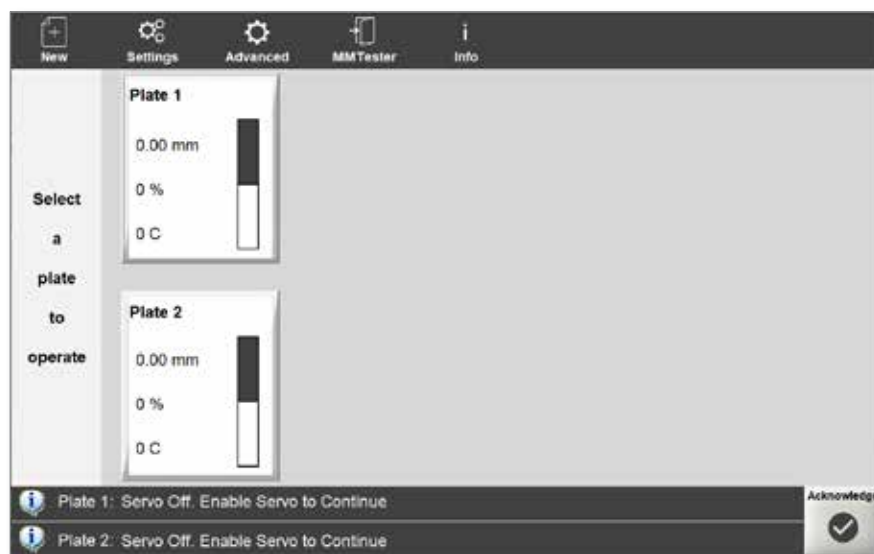 New
Settings
Advanced
MMTester
Info
Select
a
plate
to
operate
Plate 1
0.00 mm
0 %
0 C
Plate 2
0.00 mm
0 %
0 C
Plate 1: Servo Off. Enable Servo to Continue
Plate 2: Servo Off. Enable Servo to Continue
Acknowledge